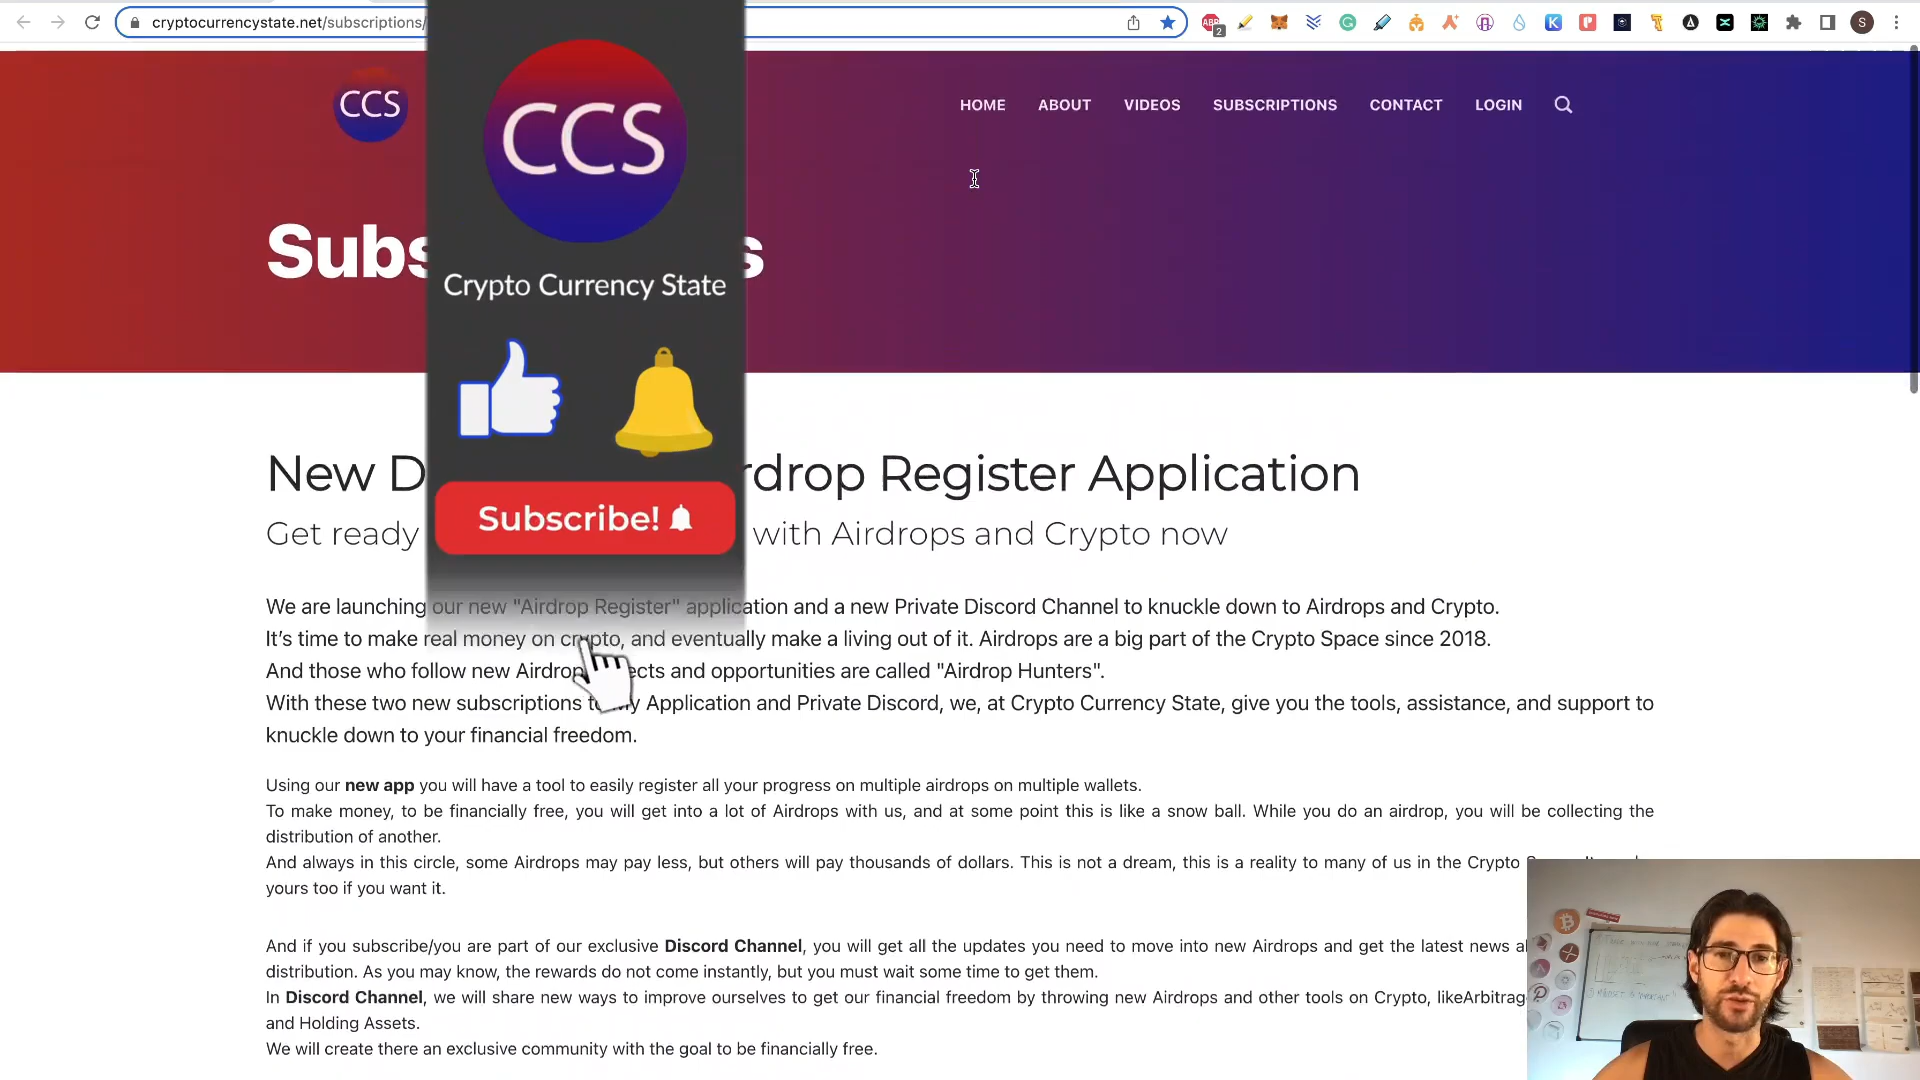 cryptocurrencystate.net/subscriptions/
2
S
CCS
HOME ABOUT VIDEOS SUBSCRIPTIONS CONTACT LOGIN
CCS
Crypto Currency State
Subscribe!
Subs s
New D rdrop Register Application
Get ready with Airdrops and Crypto now
We are launching our new "Airdrop Register" application and a new Private Discord Channel to knuckle down to Airdrops and Crypto.
It's time to make real money on crypto, and eventually make a living out of it. Airdrops are a big part of the Crypto Space since 2018.
And those who follow new Airdrop ects and opportunities are called "Airdrop Hunters".
With these two new subscriptions to My Application and Private Discord, we, at Crypto Currency State, give you the tools, assistance, and support to
knuckle down to your financial freedom.
Using our new app you will have a tool to easily register all your progress on multiple airdrops on multiple wallets.
To make money, to be financially free, you will get into a lot of Airdrops with us, and at some point this is like a snow ball. While you do an airdrop, you will be collecting the
distribution of another.
And always in this circle, some Airdrops may pay less, but others will pay thousands of dollars. This is not a dream, this is a reality to many of us in the Crypto
yours too if you want it.
And if you subscribe/you are part of our exclusive Discord Channel, you will get all the updates you need to move into new Airdrops and get the latest news
distribution. As you may know, the rewards do not come instantly, but you must wait some time to get them.
In Discord Channel, we will share new ways to improve ourselves to get our financial freedom by throwing new Airdrops and other tools on Crypto, likeArbitrag
and Holding Assets.
We will create there an exclusive community with the goal to be financially free.